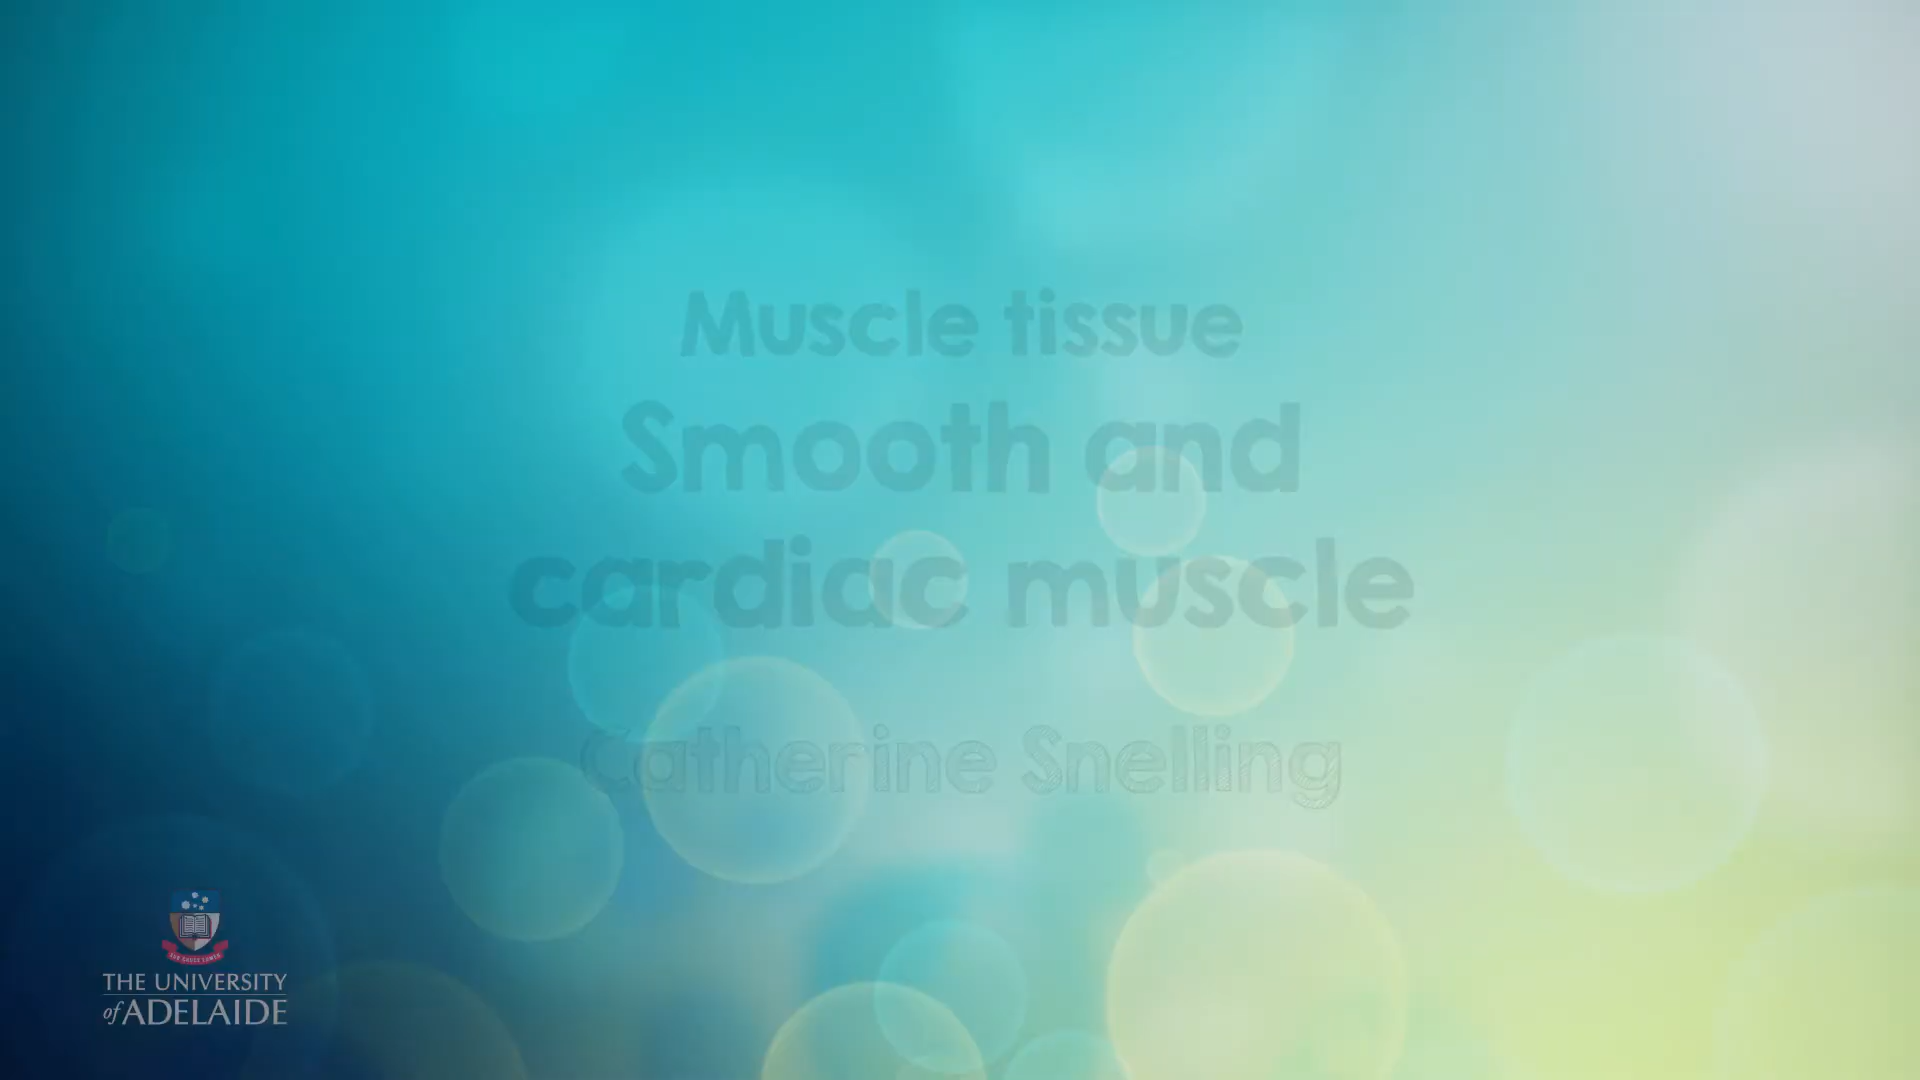 Muscle tissue
Smooth and
cardiac muscle
Catherine Snelling
THE UNIVERSITY
of ADELAIDE